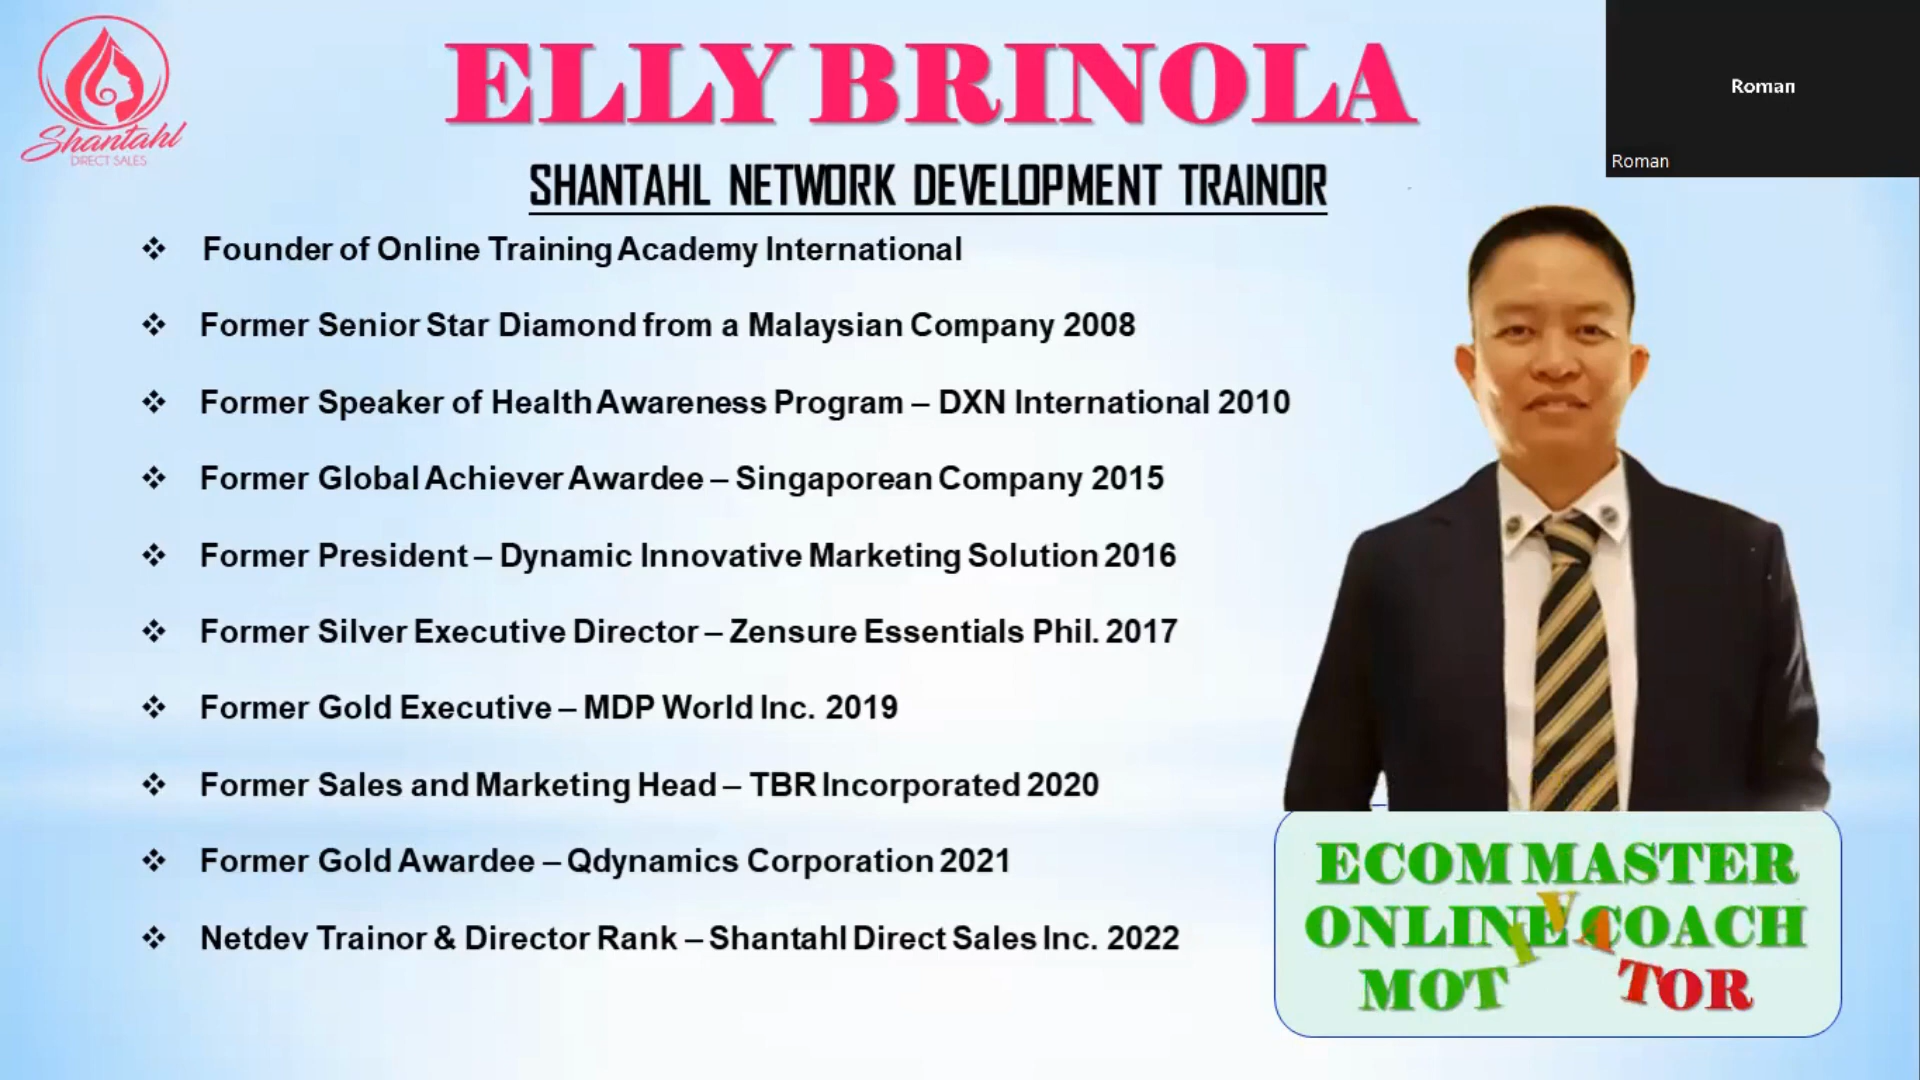 Shantahl
DIRECT SALES
ELLY BRINOLA
SHANTAHL NETWORK DEVELOPMENT TRAINOR
Roman
Roman
❖ Founder of Online Training Academy International
❖ Former Senior Star Diamond from a Malaysian Company 2008
❖ Former Speaker of Health Awareness Program – DXN International 2010
❖ Former Global Achiever Awardee – Singaporean Company 2015
❖ Former President – Dynamic Innovative Marketing Solution 2016
❖ Former Silver Executive Director – Zensure Essentials Phil. 2017
❖ Former Gold Executive – MDP World Inc. 2019
❖ Former Sales and Marketing Head – TBR Incorporated 2020
❖ Former Gold Awardee – Qdynamics Corporation 2021
❖ Netdev Trainor & Director Rank – Shantahl Direct Sales Inc. 2022
ECOM MASTER
ONLINE COACH
MOTIVATOR